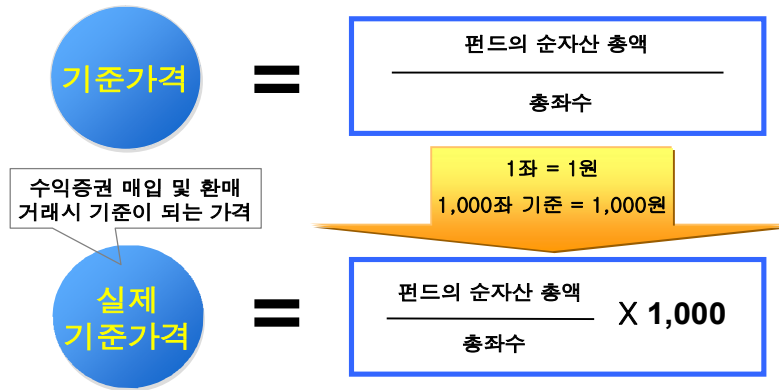 기준가격
=
펀드의 순자산 총액
총좌수
1좌 = 1원
1,000좌 기준 = 1,000원
수익증권 매입 및 환매
거래시 기준이 되는 가격
실제
기준가격
=
펀드의 순자산 총액
총좌수
X 1,000